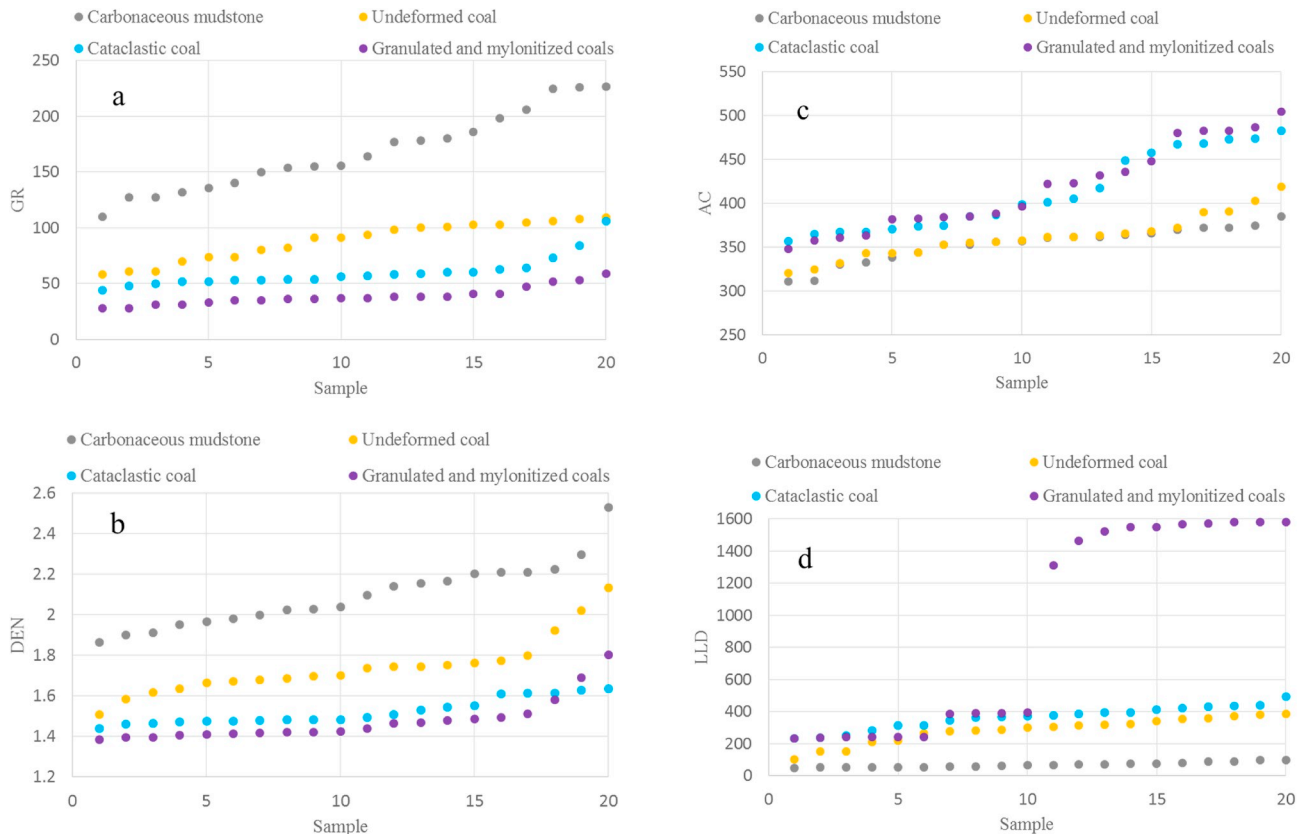 Carbonaceous mudstone Undeformed coal
Cataclastic coal Granulated and mylonitized coals
250
200
150
100
50
0
GR
a
0 5 10 15 20
Sample
Carbonaceous mudstone Undeformed coal
Cataclastic coal Granulated and mylonitized coals
550
500
450
400
350
300
250
AC
c
0 5 10 15 20
Sample
Carbonaceous mudstone Undeformed coal
Cataclastic coal Granulated and mylonitized coals
2.6
2.4
2.2
2
1.8
1.6
1.4
1.2
DEN
b
0 5 10 15 20
Sample
Carbonaceous mudstone Undeformed coal
Cataclastic coal Granulated and mylonitized coals
1600
1400
1200
1000
800
600
400
200
0
LLD
d
0 5 10 15 20
Sample